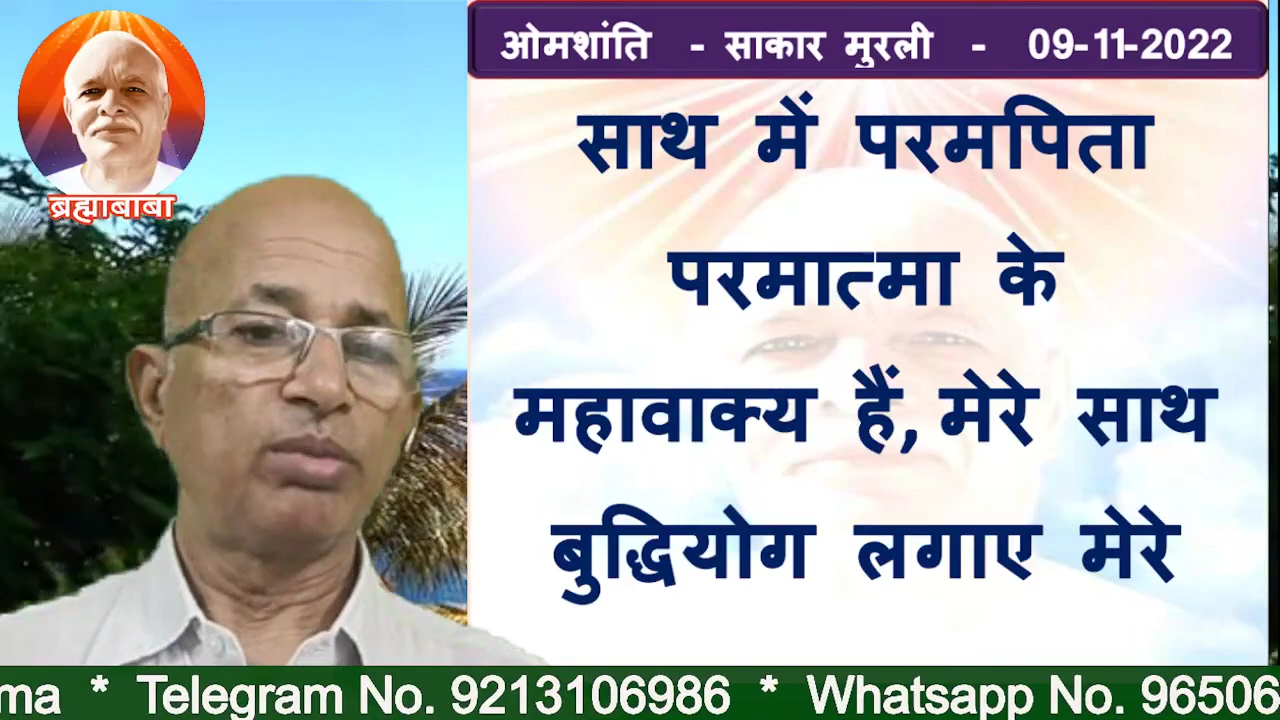 ओमशांति - साकार मुरली - 09-11-2022
ब्रह्माबाबा
साथ में परमपिता
परमात्मा के
महावाक्य हैं, मेरे साथ
बुद्धियोग लगाए मेरे
ma * Telegram No. 9213106986 * Whatsapp No. 96506